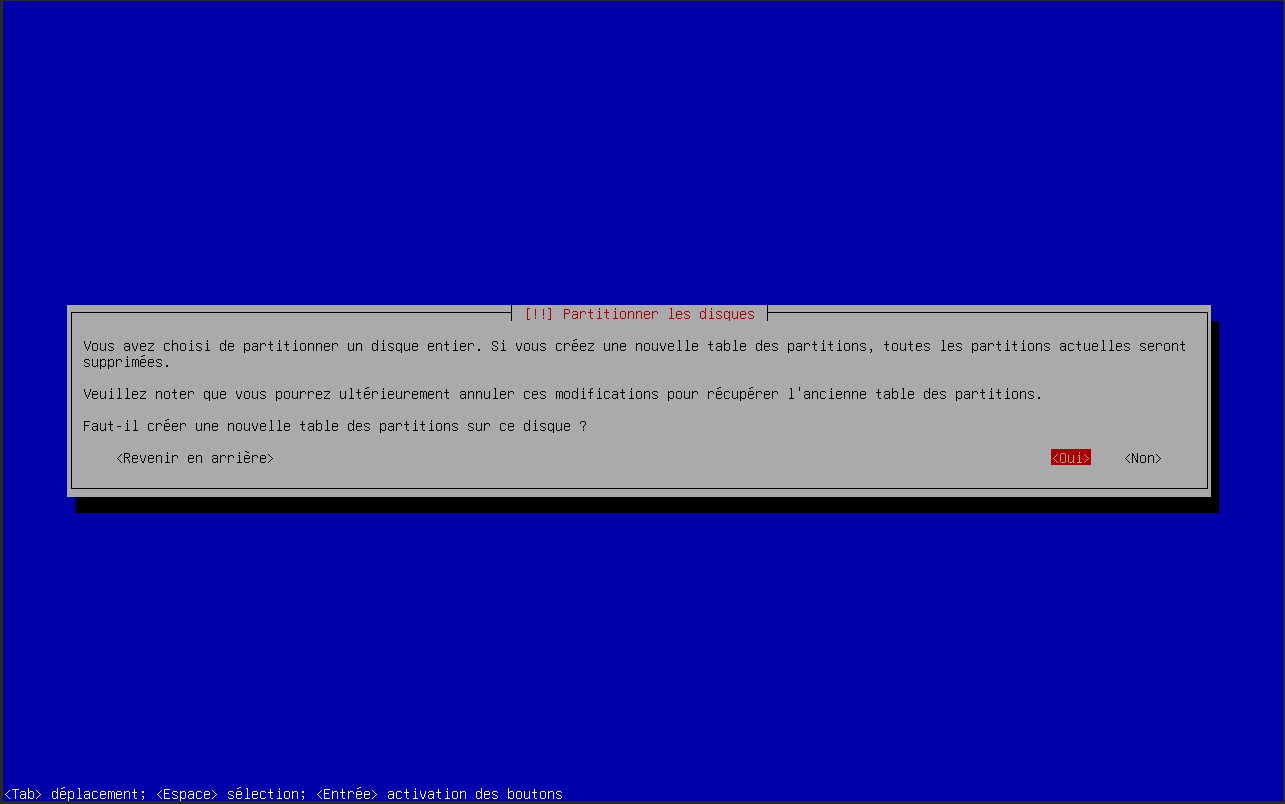 [!!] Partitionner les disques
Vous avez choisi de partitionner un disque entier. Si vous créez une nouvelle table des partitions, toutes les partitions actuelles seront
supprimées.
Veuillez noter que vous pourrez ultérieurement annuler ces modifications pour récupérer l'ancienne table des partitions.
Faut-il créer une nouvelle table des partitions sur ce disque ?
<Revenir en arrière> <Oui> <Non>
<Tab> déplacement; <Espace> sélection; <Entrée> activation des boutons